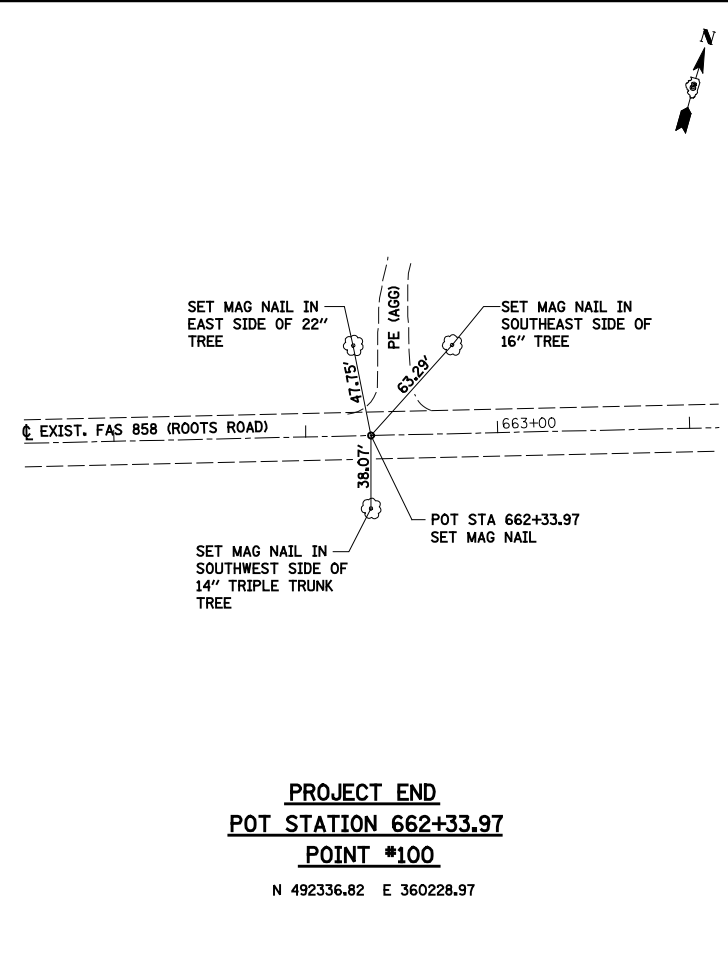 N
SET MAG NAIL IN
EAST SIDE OF 22"
TREE
PE (AGG)
SET MAG NAIL IN
SOUTHEAST SIDE OF
16" TREE
47.75'
63.29'
℄ EXIST. FAS 858 (ROOTS ROAD)
663+00
38.07'
POT STA 662+33.97
SET MAG NAIL
SET MAG NAIL IN
SOUTHWEST SIDE OF
14" TRIPLE TRUNK
TREE
PROJECT END
POT STATION 662+33.97
POINT #100
N 492336.82 E 360228.97